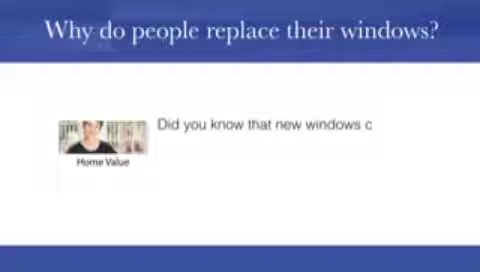 Why do people replace their windows?
Did you know that new windows c
Home Value